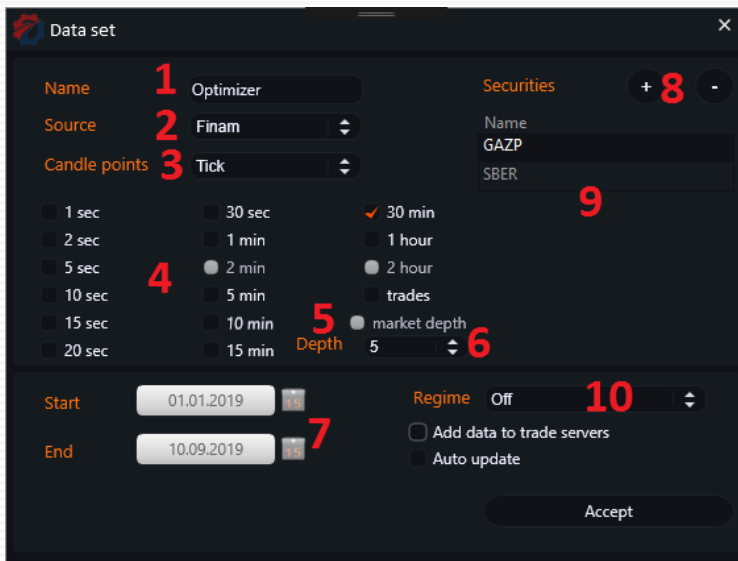 Data set
Name 1 Optimizer
Securities + 8 -
Source 2 Finam
Name
Candle points 3 Tick
GAZP
SBER
9
1 sec 30 sec 30 min
2 sec 1 min 1 hour
5 sec 4 2 min 2 hour
10 sec 5 min trades
15 sec 10 min 5 market depth
20 sec 15 min Depth 5 6
Start 01.01.2019 15
Regime Off 10
7
Add data to trade servers
End 10.09.2019 15
Auto update
Accept